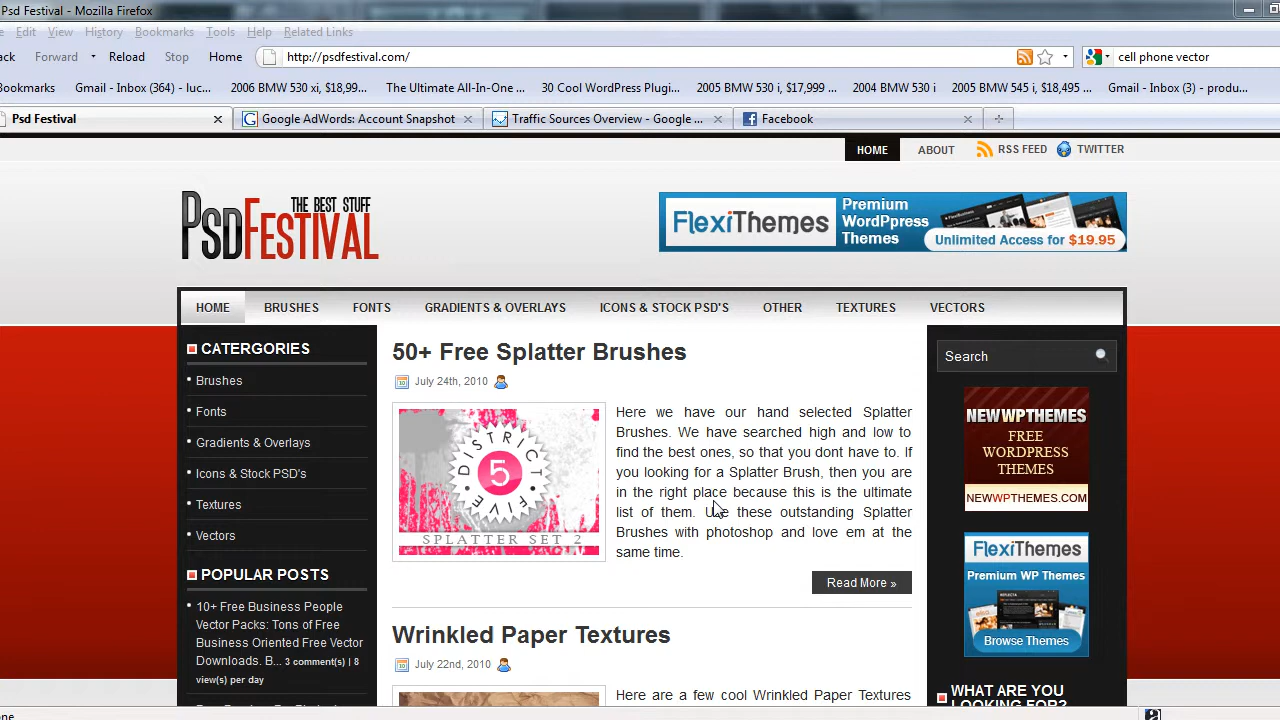 Psd Festival - Mozilla Firefox
Edit View History Bookmarks Tools Help Related Links
Forward Reload Stop Home http://psdfestival.com/ cell phone vector
Bookmarks Gmail - Inbox (364) - luc... 2006 BMW 530 xi, $18,99... The Ultimate All-In-One ... 30 Cool WordPress Plugi... 2005 BMW 530 i, $17,999 ... 2004 BMW 530 i 2005 BMW 545 i, $18,495 ... Gmail - Inbox (3) - produ...
Psd Festival Google AdWords: Account Snapshot Traffic Sources Overview - Google ... Facebook
HOME ABOUT RSS FEED TWITTER
THE BEST STUFF
PSDFESTIVAL
FlexiThemes
Premium
WordPpress
Themes
Unlimited Access for $19.95
HOME BRUSHES FONTS GRADIENTS & OVERLAYS ICONS & STOCK PSD'S OTHER TEXTURES VECTORS
CATERGORIES
Brushes
Fonts
Gradients & Overlays
Icons & Stock PSD's
Textures
Vectors
POPULAR POSTS
10+ Free Business People
Vector Packs: Tons of Free
Business Oriented Free Vector
Downloads. B... 3 comment(s) | 8
view(s) per day
50+ Free Splatter Brushes
July 24th, 2010
DISTRICT
5
FIVE
SPLATTER SET 2
Here we have our hand selected Splatter
Brushes. We have searched high and low to
find the best ones, so that you dont have to. If
you looking for a Splatter Brush, then you are
in the right place because this is the ultimate
list of them. Use these outstanding Splatter
Brushes with photoshop and love em at the
same time.
Read More »
Wrinkled Paper Textures
July 22nd, 2010
Here are a few cool Wrinkled Paper Textures
Search
NEWWPTHEMES
FREE
WORDPRESS
THEMES
NEWWPTHEMES.COM
FlexiThemes
Premium WP Themes
Browse Themes
WHAT ARE YOU
LOOKING FOR?